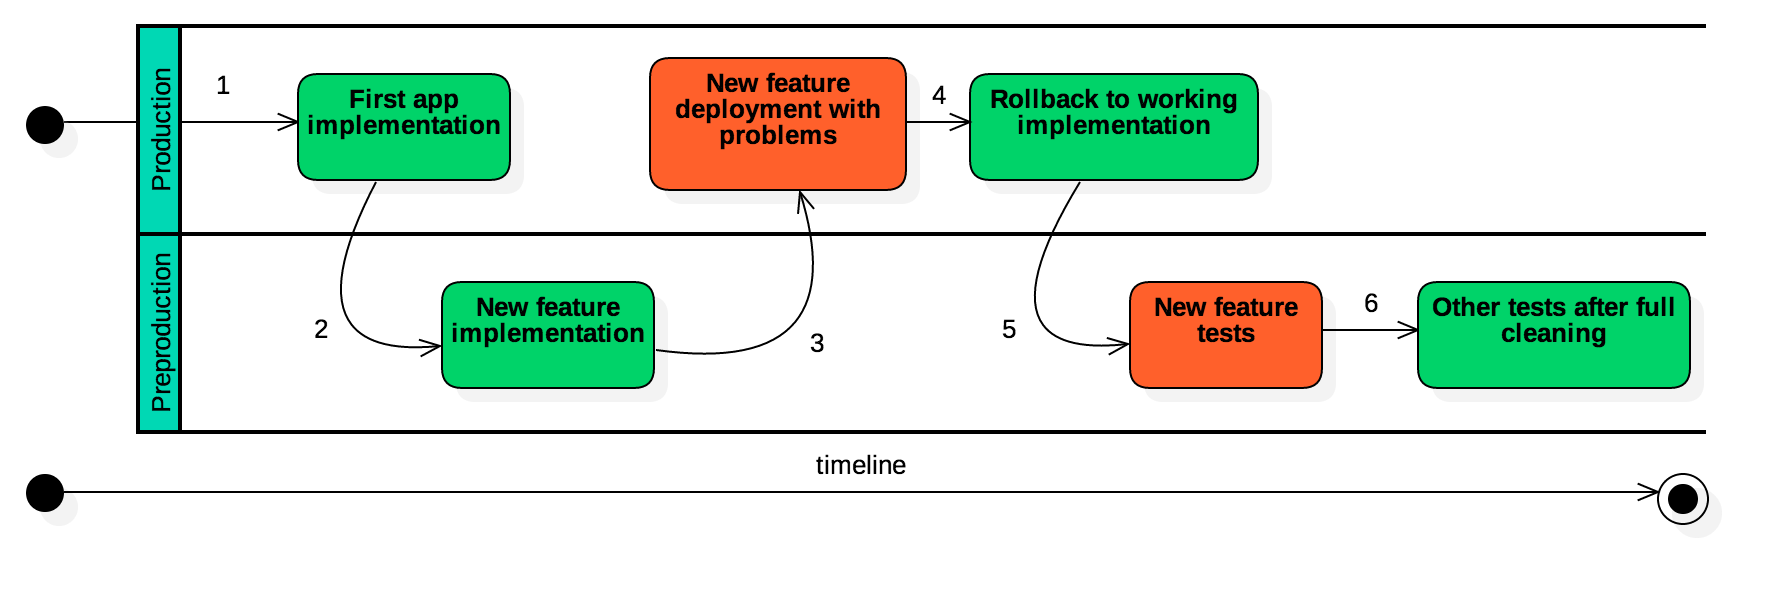 Production
1
First app
implementation
New feature
deployment with
problems
4
Rollback to working
implementation
Preproduction
2
New feature
implementation
3
5
New feature
tests
6
Other tests after full
cleaning
timeline